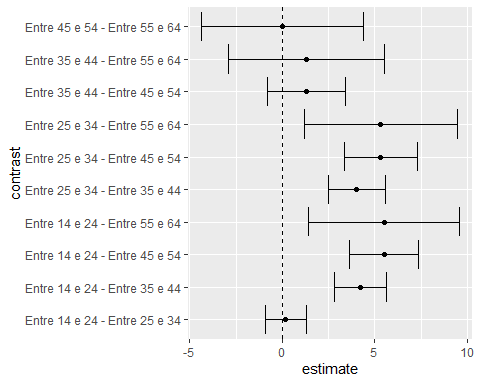 Entre 45 e 54 - Entre 55 e 64
Entre 35 e 44 - Entre 55 e 64
Entre 35 e 44 - Entre 45 e 54
Entre 25 e 34 - Entre 55 e 64
Entre 25 e 34 - Entre 45 e 54
Entre 25 e 34 - Entre 35 e 44
Entre 14 e 24 - Entre 55 e 64
Entre 14 e 24 - Entre 45 e 54
Entre 14 e 24 - Entre 35 e 44
Entre 14 e 24 - Entre 25 e 34
contrast
-5 0 5 10
estimate